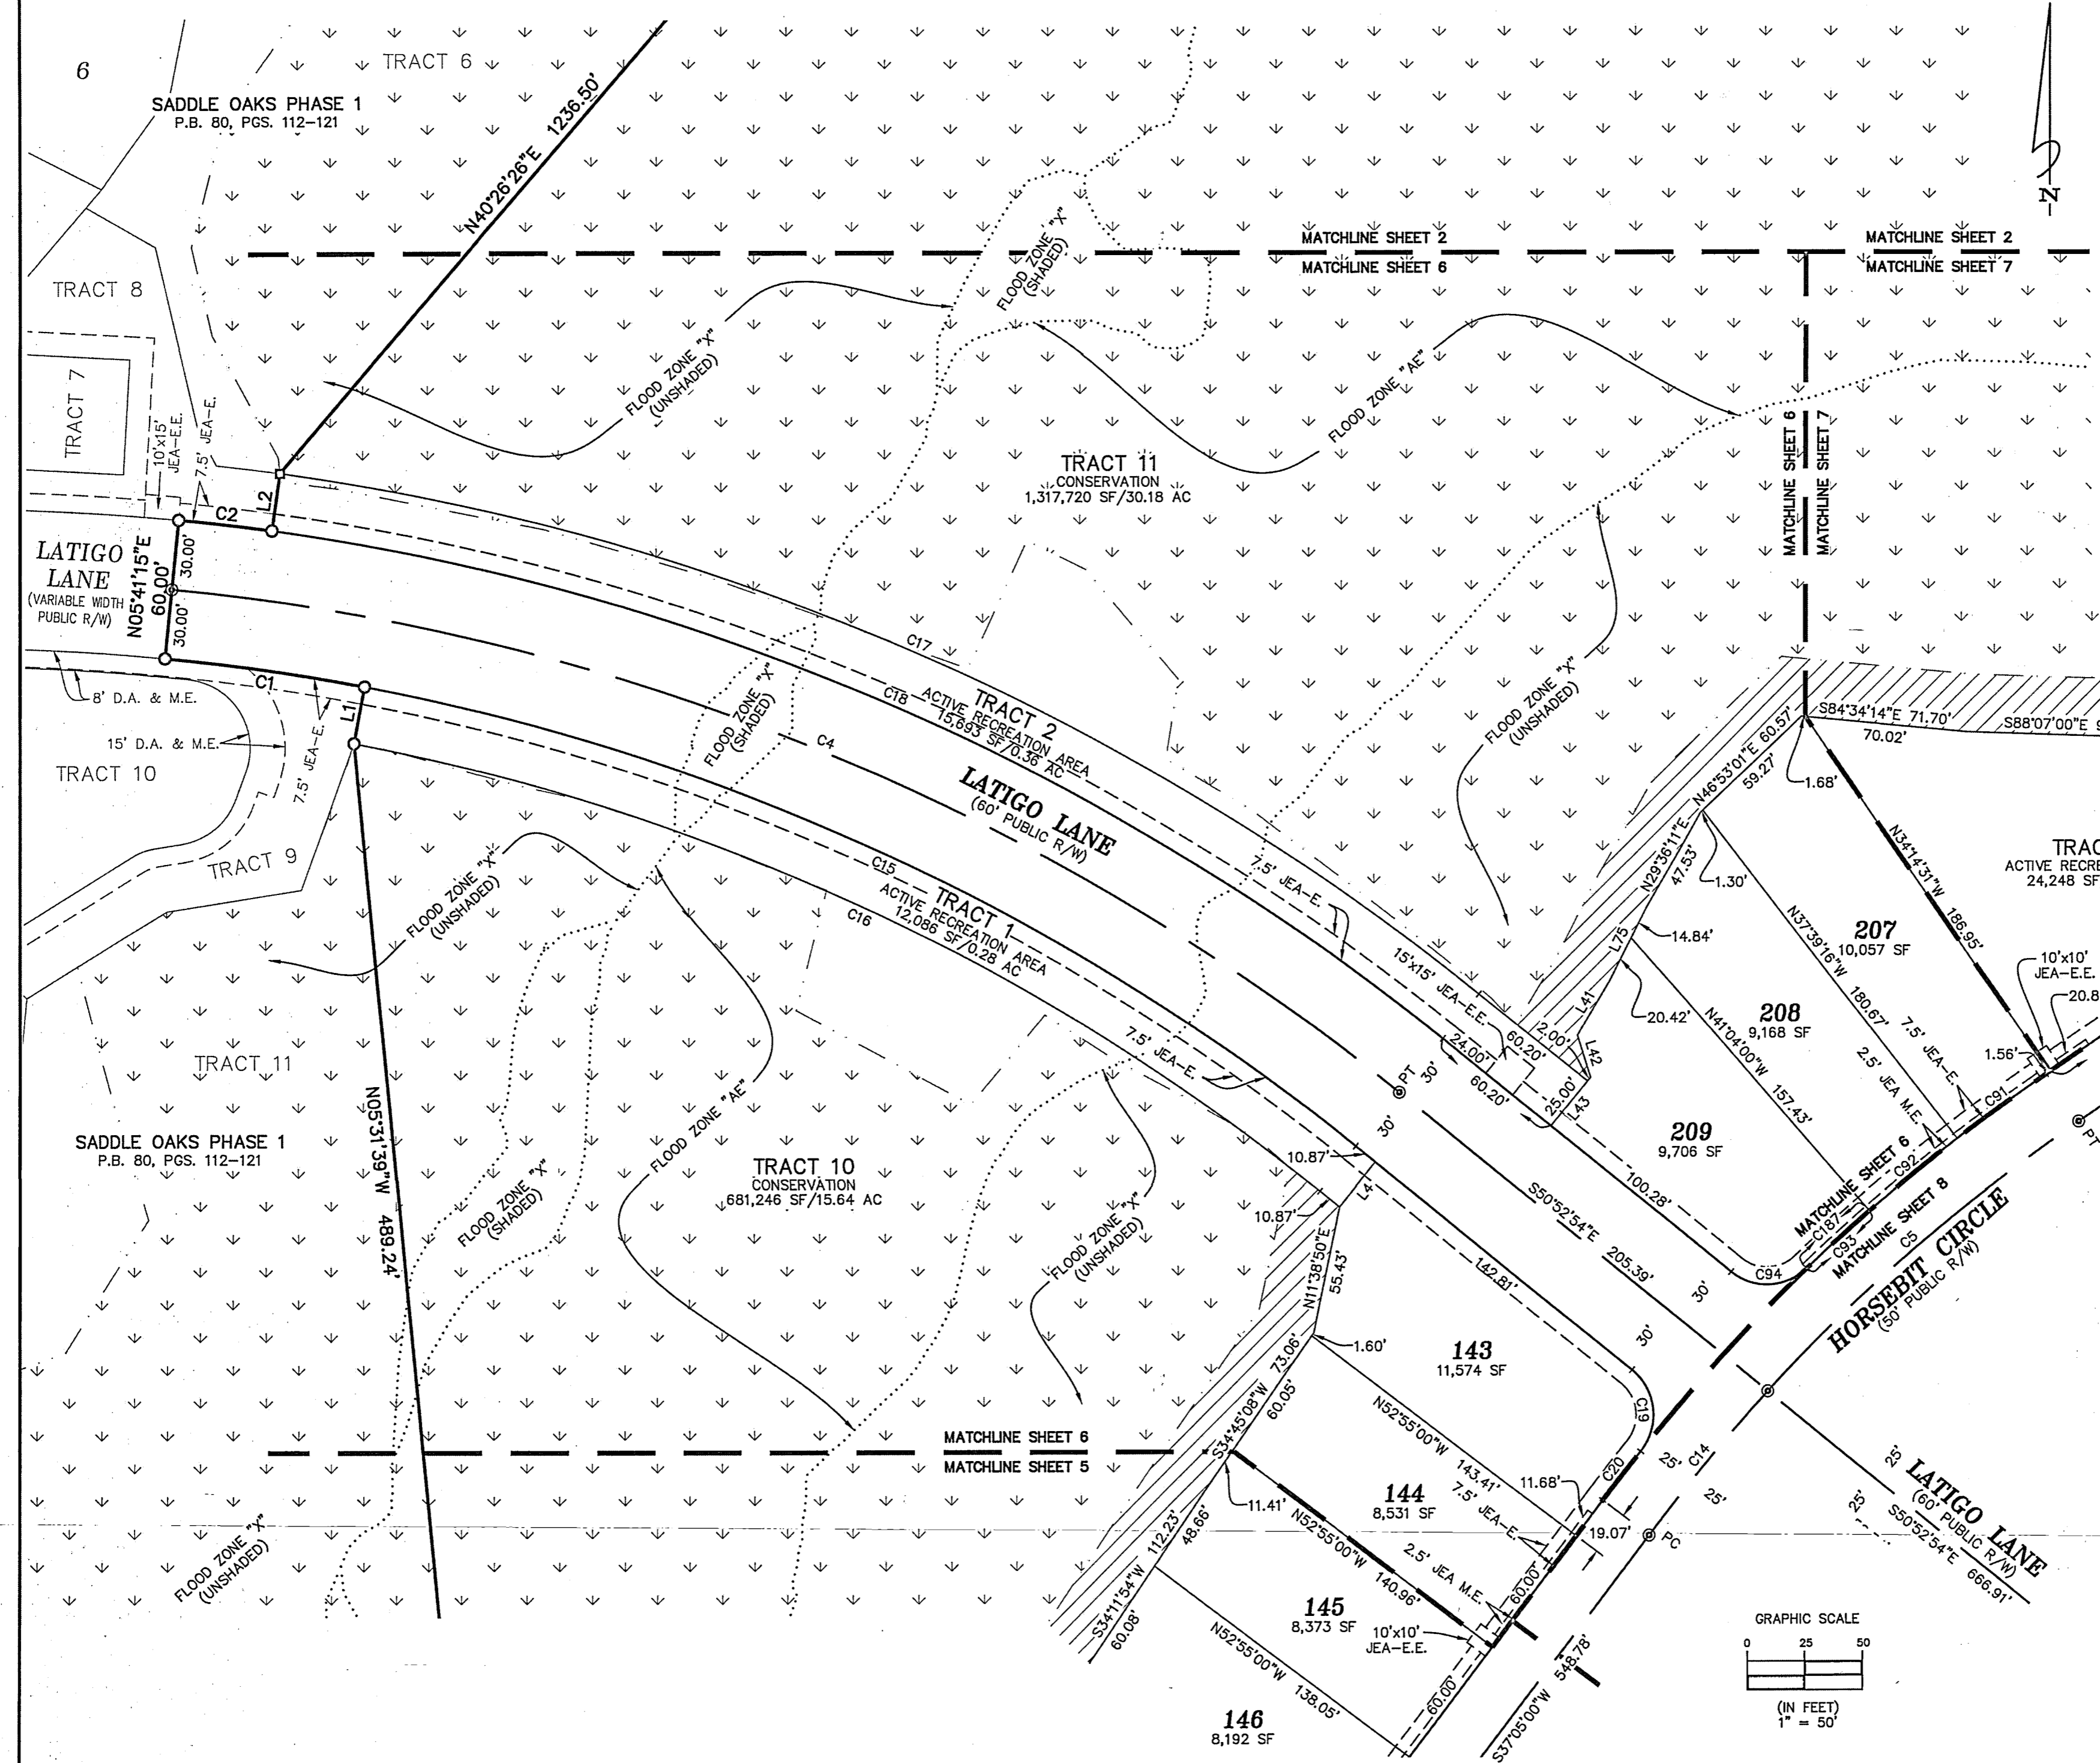 6
TRACT 6
SADDLE OAKS PHASE 1
P.B. 80, PGS. 112–121
N40°26'26"E 1236.50'
N
MATCHLINE SHEET 2
MATCHLINE SHEET 6
MATCHLINE SHEET 2
MATCHLINE SHEET 7
FLOOD ZONE "X"
(SHADED)
TRACT 8
FLOOD ZONE "X"
(UNSHADED)
FLOOD ZONE "AE"
TRACT 7
10'x15'
JEA-E.E.
7.5' JEA-E.
MATCHLINE SHEET 6
MATCHLINE SHEET 7
TRACT 11
CONSERVATION
1,317,720 SF/30.18 AC
L2
C2
LATIGO
LANE
(VARIABLE WIDTH
PUBLIC R/W)
N05°41'15"E
60.00'
30.00'
30.00'
C1
L1
8' D.A. & M.E.
15' D.A. & M.E.
7.5' JEA-E.
TRACT 10
TRACT 9
C17
C18
TRACT 2
ACTIVE RECREATION AREA
15,693 SF/0.36 AC
C4
LATIGO LANE
(60' PUBLIC R/W)
FLOOD ZONE "X"
(SHADED)
FLOOD ZONE "X"
(UNSHADED)
C15
TRACT 1
ACTIVE RECREATION AREA
12,086 SF/0.28 AC
C16
FLOOD ZONE "X"
(UNSHADED)
7.5' JEA-E.
15'x15' JEA-E.E.
S84°34'14"E 71.70'
70.02'
S88°07'00"E
N46°53'01"E 60.57'
59.27'
1.68'
N29°36'11"E
47.53'
1.30'
N34°14'31"W 186.95'
TRAC
ACTIVE RECRE
24,248 SF
207
10,057 SF
L75
14.84'
N37°39'16"W 180.67'
10'x10'
JEA-E.E.
20.8
L41
20.42'
208
9,168 SF
N41°04'00"W 157.43'
7.5' JEA-E.
2.5' JEA M.E.
1.56'
2.00'
L42
60.20'
24.00'
60.20'
25.00'
L43
PT
30'
30'
209
9,706 SF
C91
C92
PT
MATCHLINE SHEET 6
C187
C93
MATCHLINE SHEET 8
C5
HORSEBIT CIRCLE
(50' PUBLIC R/W)
100.28'
C94
S50°52'54"E 205.39'
30'
30'
TRACT 11
SADDLE OAKS PHASE 1
P.B. 80, PGS. 112–121
N05°31'39"W 489.24'
FLOOD ZONE "X"
(SHADED)
FLOOD ZONE "AE"
TRACT 10
CONSERVATION
681,246 SF/15.64 AC
7.5' JEA-E.
FLOOD ZONE "X"
(UNSHADED)
10.87'
L4
10.87'
N11°38'50"E
55.43'
142.81'
1.60'
143
11,574 SF
C19
S34°45'08"W 73.06'
60.05'
N52°55'00"W
143.41'
C20
11.68'
25'
C14
25'
MATCHLINE SHEET 6
MATCHLINE SHEET 5
144
8,531 SF
7.5' JEA-E.
11.41'
N52°55'00"W
140.96'
2.5' JEA M.E.
19.07'
PC
25'
25'
LATIGO LANE
(60' PUBLIC R/W)
S50°52'54"E
666.91'
S34°11'54"W 112.23'
48.66'
60.08'
60.00'
145
8,373 SF
10'x10'
JEA-E.E.
N52°55'00"W
138.05'
60.00'
146
8,192 SF
S37°05'00"W 548.78'
FLOOD ZONE "X"
(UNSHADED)
GRAPHIC SCALE
0 25 50
(IN FEET)
1" = 50'